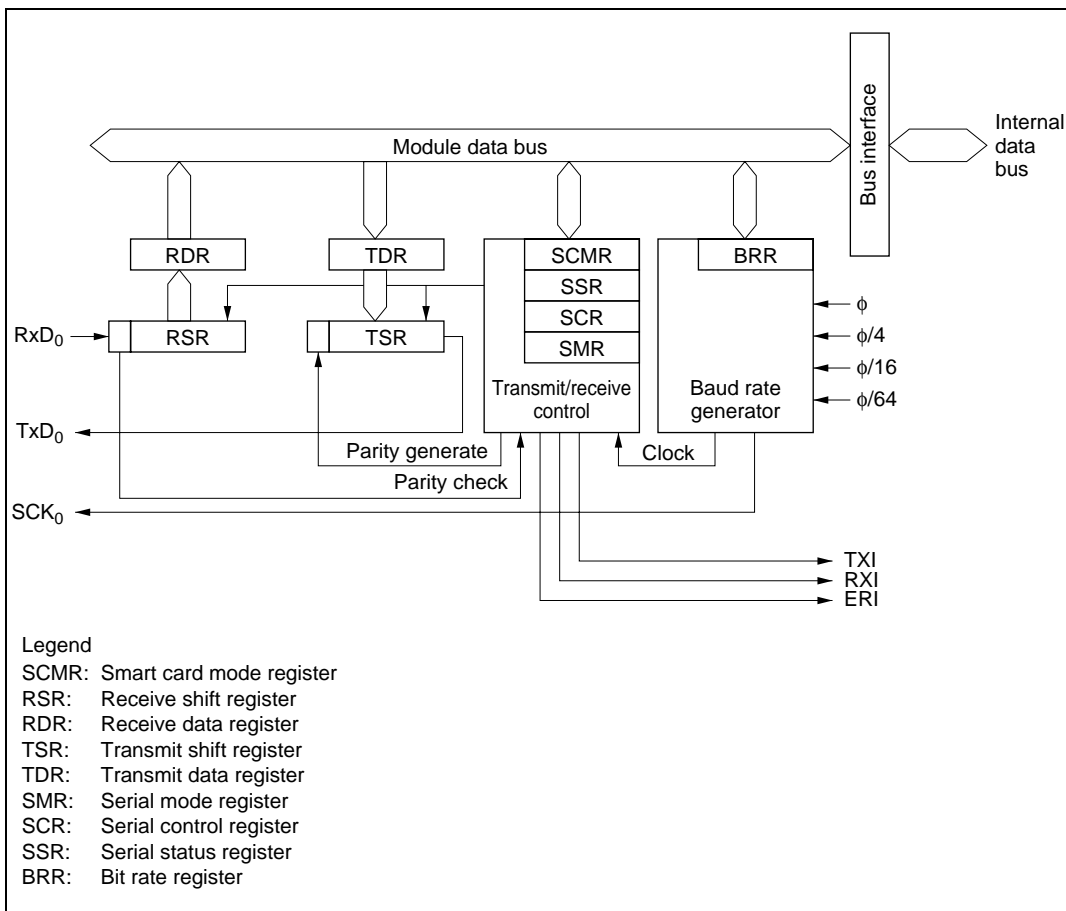 Bus interface
Internal
data
bus
Module data bus
RDR
TDR
SCMR
BRR
SSR
SCR
SMR
RxD0
RSR
TSR
φ
φ/4
φ/16
φ/64
Transmit/receive
control
Baud rate
generator
TxD0
Parity generate
Clock
Parity check
SCK0
TXI
RXI
ERI
Legend
SCMR: Smart card mode register
RSR: Receive shift register
RDR: Receive data register
TSR: Transmit shift register
TDR: Transmit data register
SMR: Serial mode register
SCR: Serial control register
SSR: Serial status register
BRR: Bit rate register